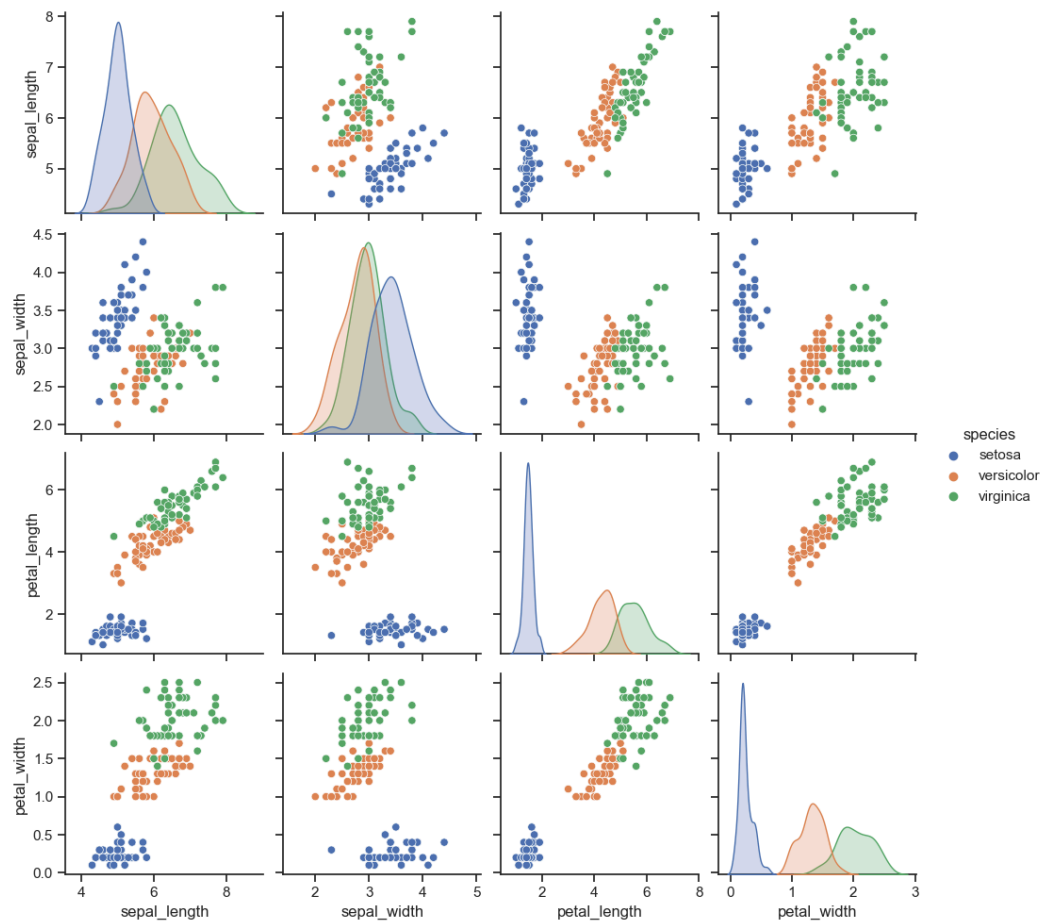 8
7
6
5
sepal_length
4.5
4.0
3.5
3.0
2.5
2.0
sepal_width
species
setosa
versicolor
virginica
6
4
2
petal_length
2.5
2.0
1.5
1.0
0.5
0.0
petal_width
4 6 8
sepal_length
2 3 4 5
sepal_width
2 4 6 8
petal_length
0 1 2 3
petal_width